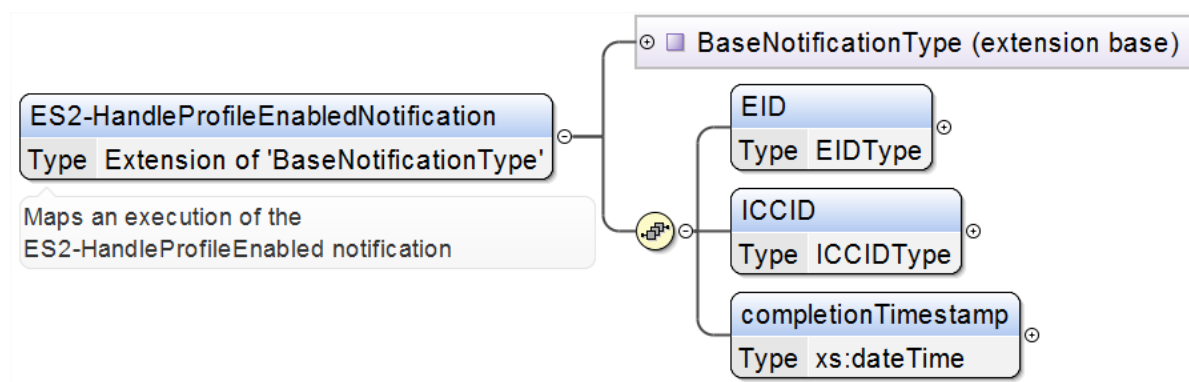 BaseNotificationType (extension base)
ES2-HandleProfileEnabledNotification
Type Extension of 'BaseNotificationType'
Maps an execution of the
ES2-HandleProfileEnabled notification
EID
Type EIDType
ICCID
Type ICCIDType
completionTimestamp
Type xs:dateTime